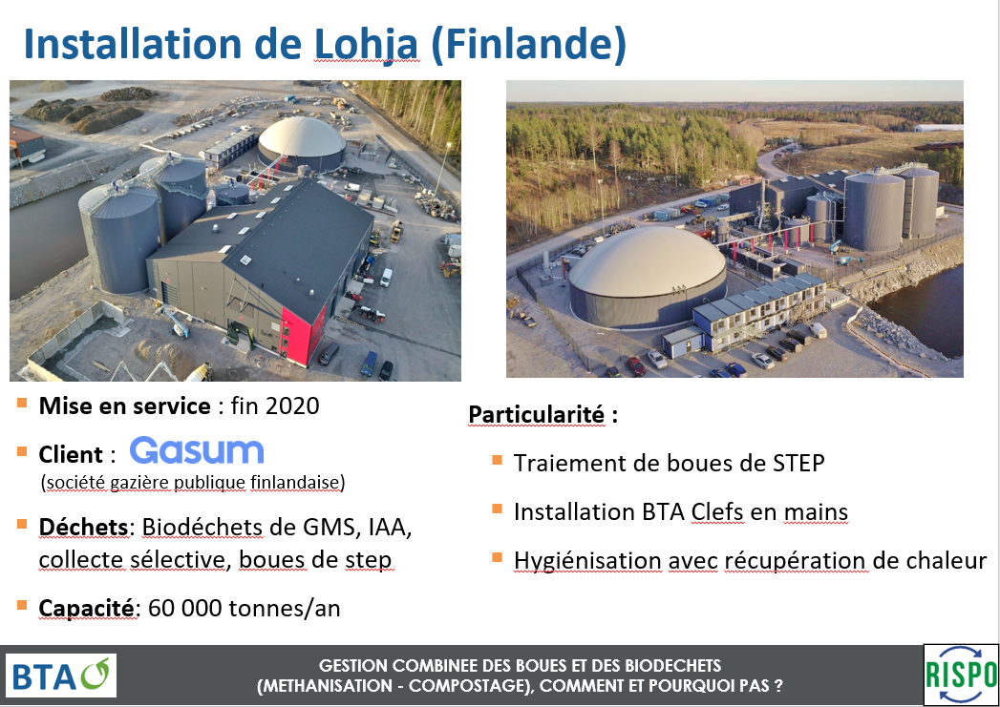 Installation de Lohja (Finlande)
Mise en service : fin 2020
Client : Gasum
(société gazière publique finlandaise)
Déchets: Biodéchets de GMS, IAA,
collecte sélective, boues de step
Capacité: 60 000 tonnes/an
Particularité :
Traiement de boues de STEP
Installation BTA Clefs en mains
Hygiénisation avec récupération de chaleur
BTA
GESTION COMBINEE DES BOUES ET DES BIODECHETS
(METHANISATION - COMPOSTAGE), COMMENT ET POURQUOI PAS ?
RISPO